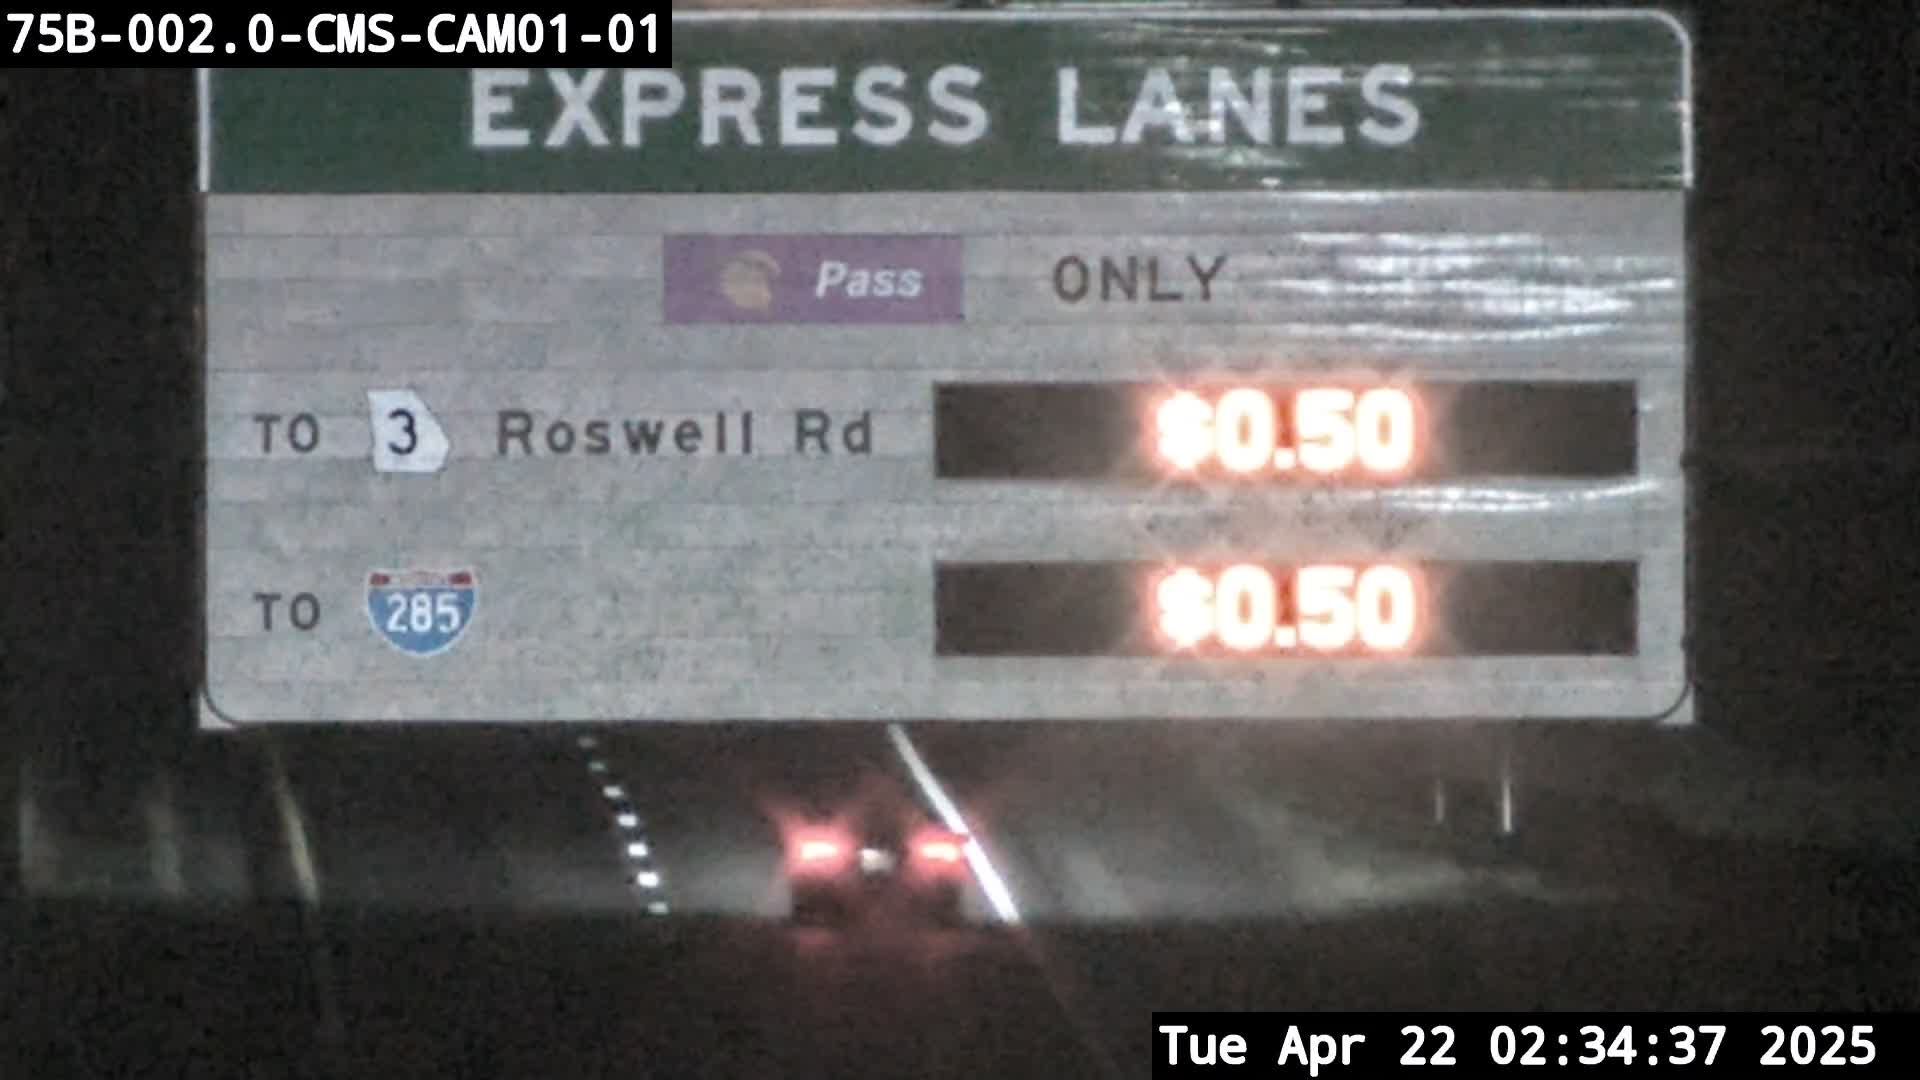 75B-002.0-CMS-CAM01-01
EXPRESS LANES
Pass ONLY
TO 3 Roswell Rd $0.50
TO 285 $0.50
Tue Apr 22 02:34:37 2025